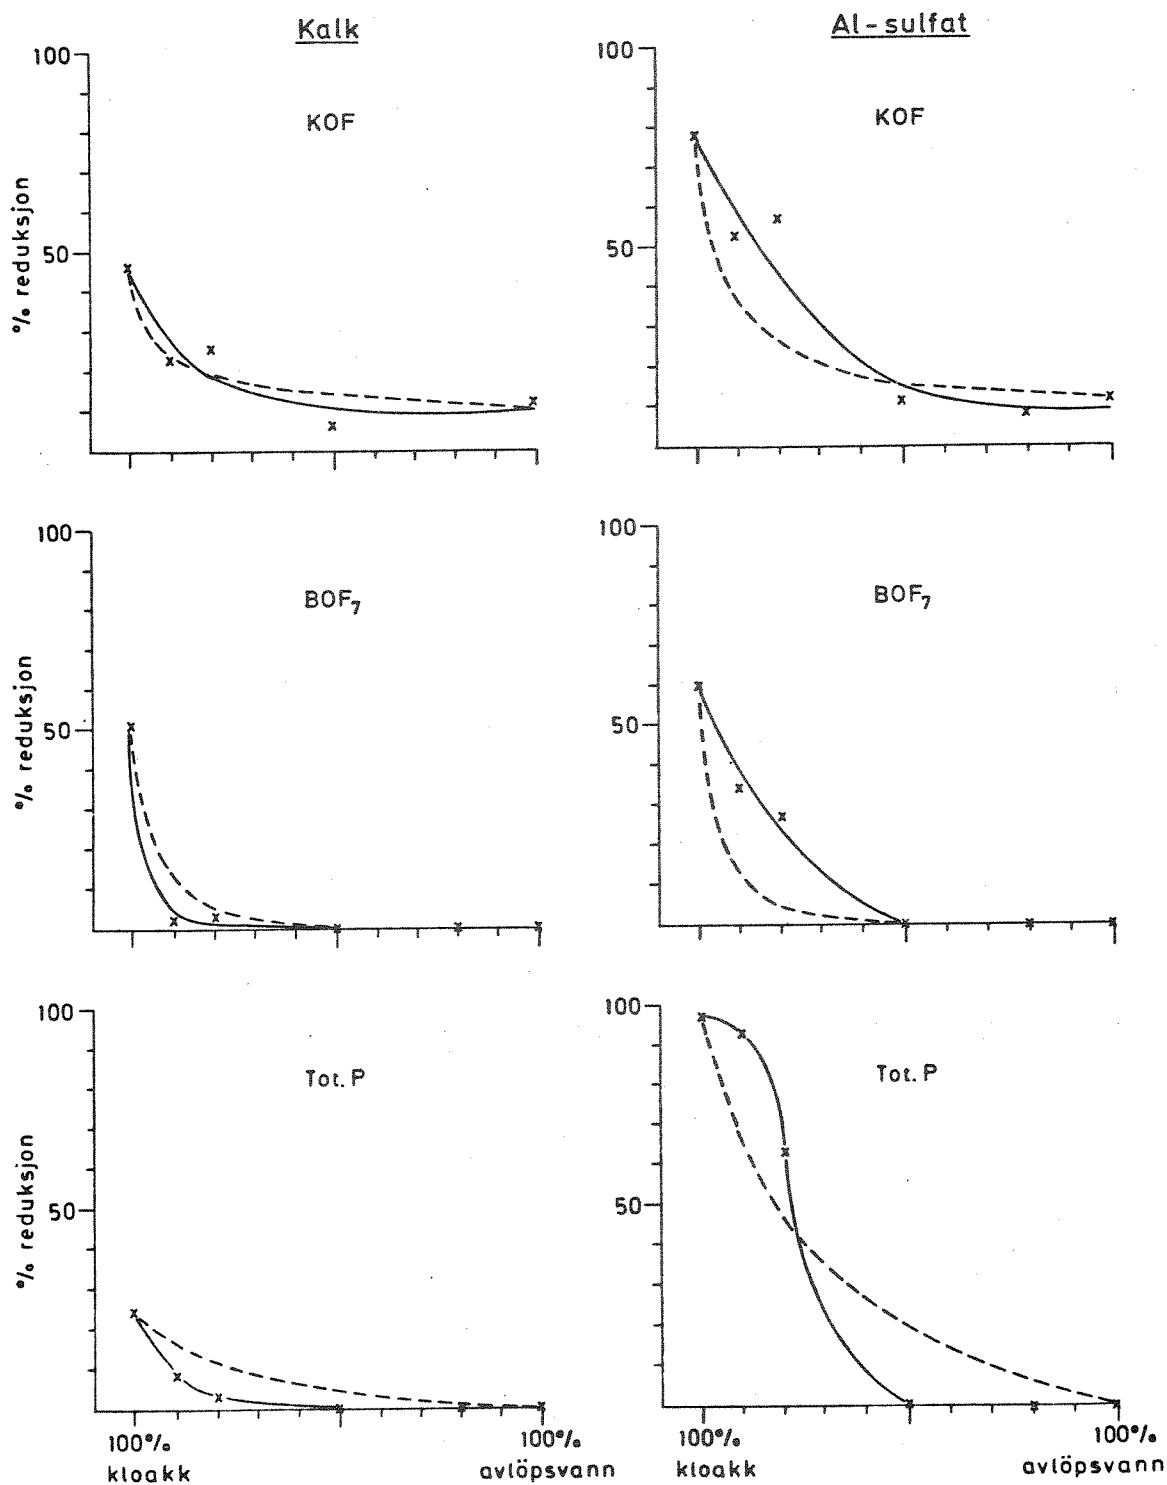 Kalk
Al-sulfat
100
KOF
50
% reduksjon
100
KOF
50
100
BOF7
50
% reduksjon
100
BOF7
50
100
Tot. P
50
% reduksjon
100
Tot. P
50
100%
kloakk
100%
avlöpsvann
100%
kloakk
100%
avlöpsvann